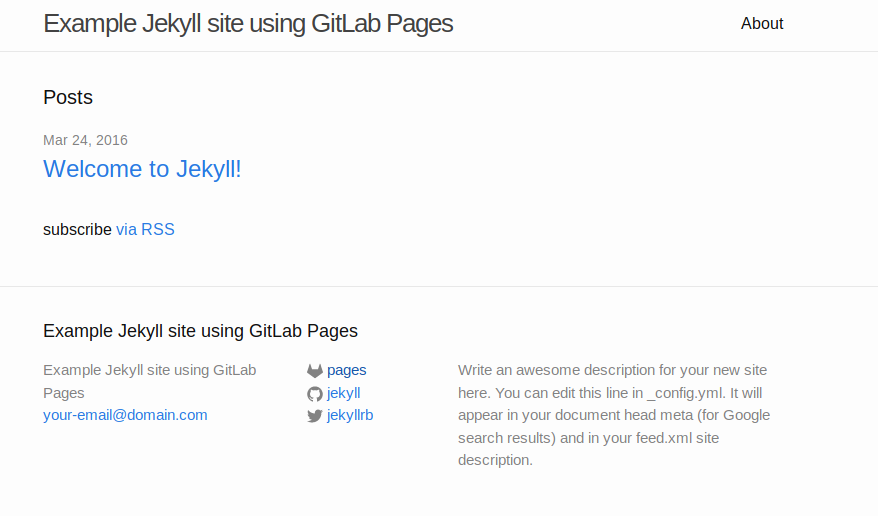 Example Jekyll site using GitLab Pages
About
Posts
Mar 24, 2016
Welcome to Jekyll!
subscribe via RSS
Example Jekyll site using GitLab Pages
Example Jekyll site using GitLab
Pages
your-email@domain.com
pages
jekyll
jekyllrb
Write an awesome description for your new site
here. You can edit this line in _config.yml. It will
appear in your document head meta (for Google
search results) and in your feed.xml site
description.